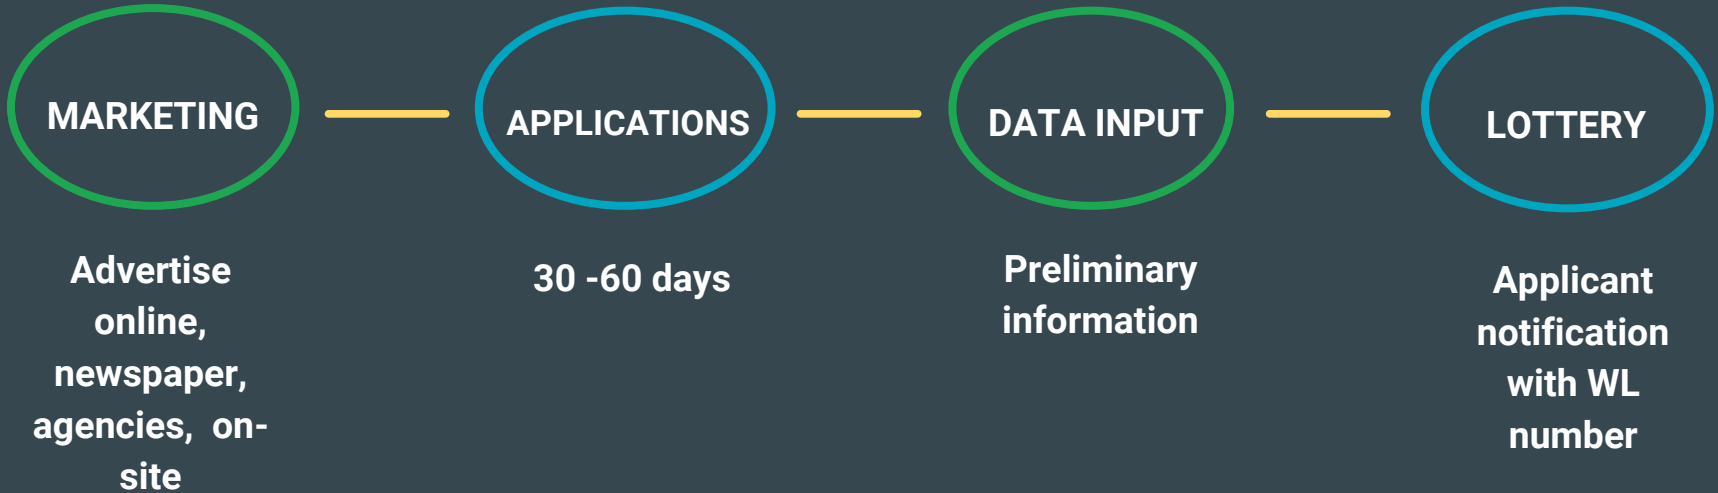 MARKETING
APPLICATIONS
DATA INPUT
LOTTERY
Advertise
online,
newspaper,
agencies,  on-
site
30 -60 days
Preliminary
information
Applicant
notification
with WL
number